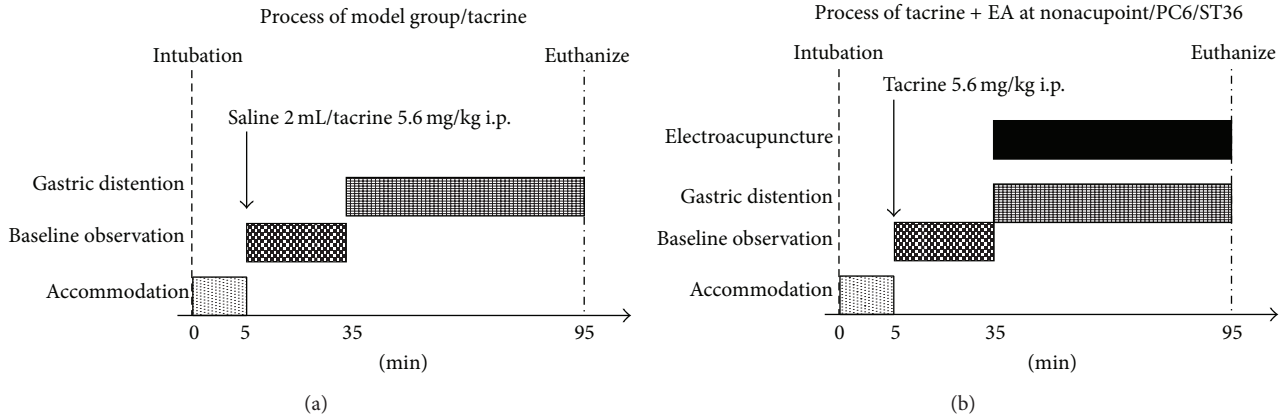 Process of model group/tacrine
Intubation
Euthanize
Saline 2 mL/tacrine 5.6 mg/kg i.p.
Gastric distention
Baseline observation
Accommodation
0 5 35 95
(min)
(a)
Process of tacrine + EA at nonacupoint/PC6/ST36
Intubation
Euthanize
Tacrine 5.6 mg/kg i.p.
Electroacupuncture
Gastric distention
Baseline observation
Accommodation
0 5 35 95
(min)
(b)